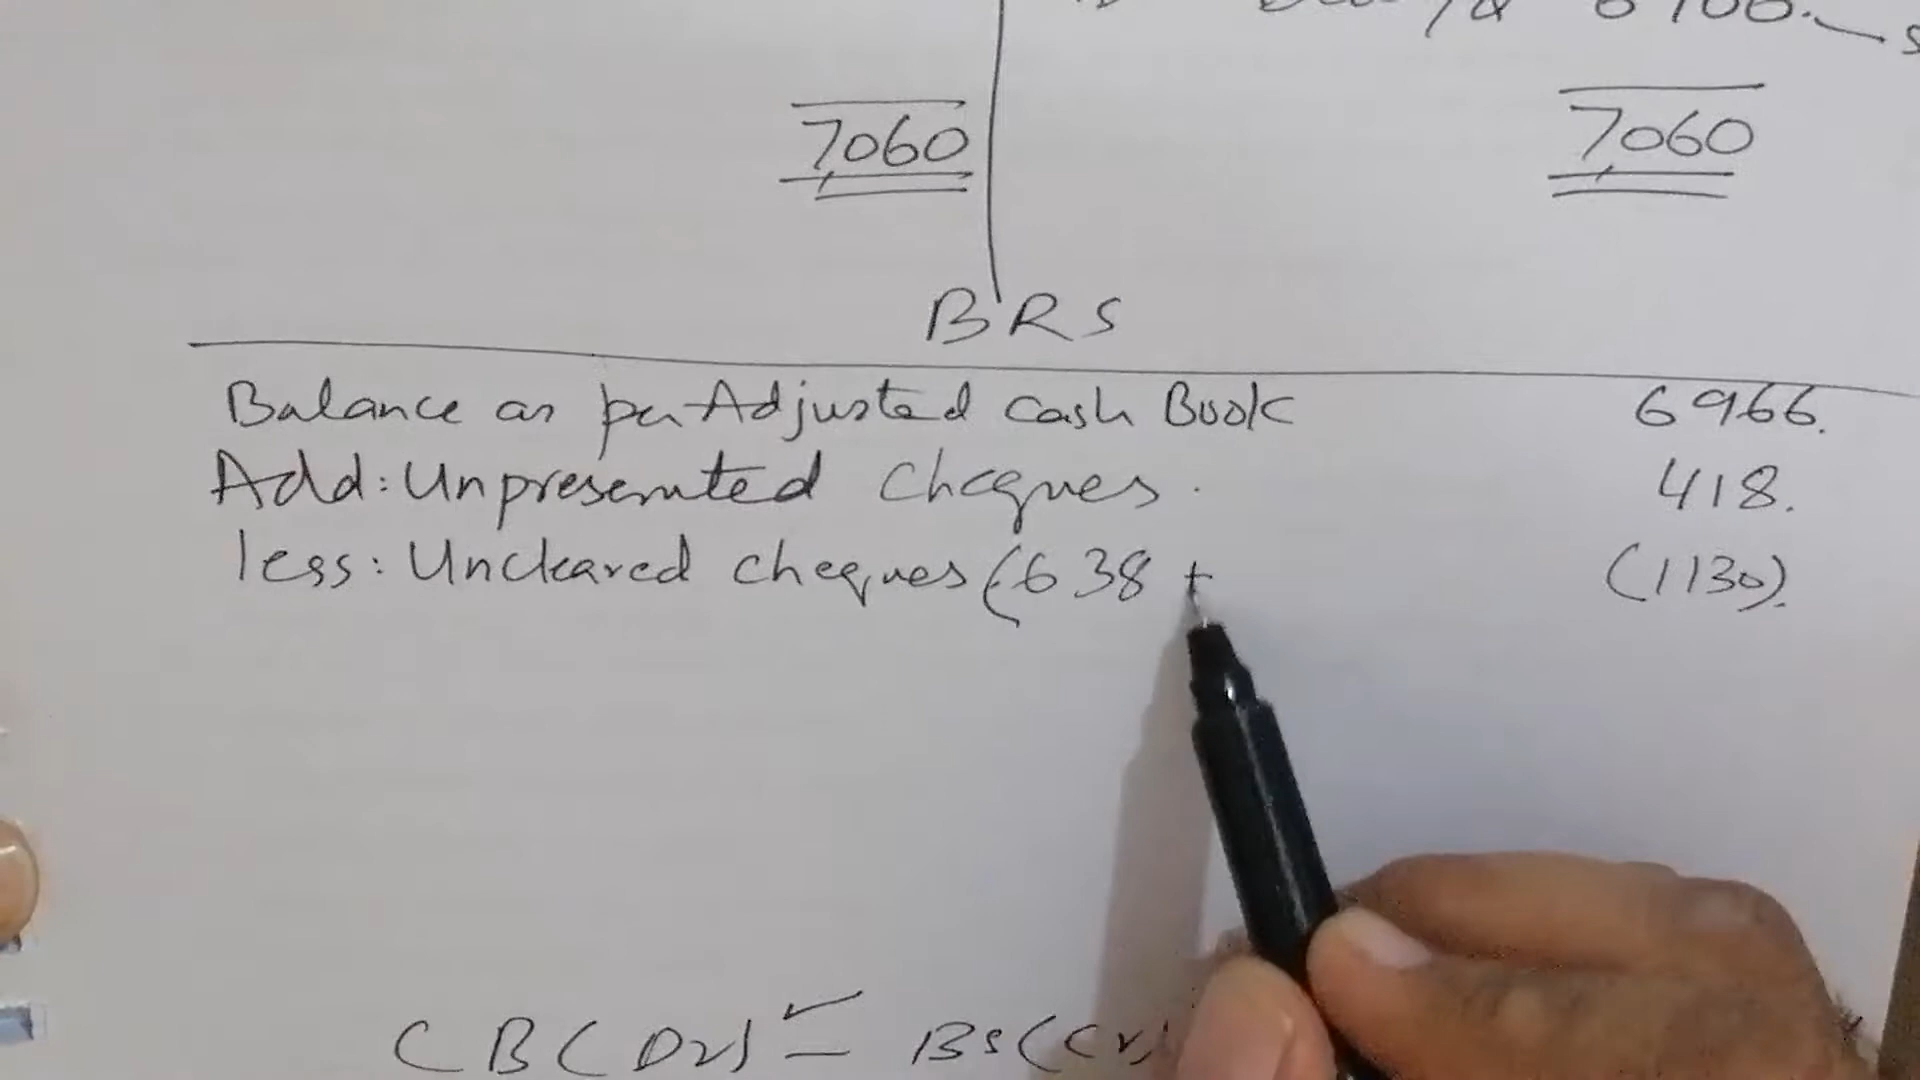 7060 7060
BRS
Balance as per Adjusted Cash Book 6966.
Add: Unpresented Cheques. 418.
less: Uncleared cheques (638 + (1130).
CB(Dr) = Bs(Cr)